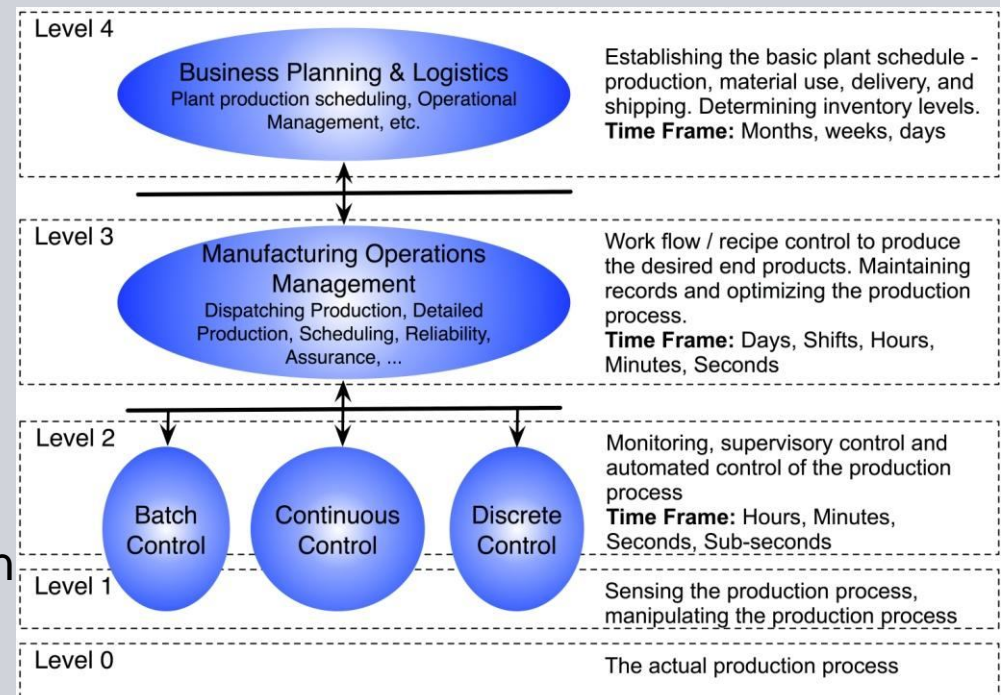 Level 4
Business Planning & Logistics
Plant production scheduling, Operational
Management, etc.
Establishing the basic plant schedule -
production, material use, delivery, and
shipping. Determining inventory levels.
Time Frame: Months, weeks, days
Level 3
Manufacturing Operations
Management
Dispatching Production, Detailed
Production, Scheduling, Reliability,
Assurance, ...
Work flow / recipe control to produce
the desired end products. Maintaining
records and optimizing the production
process.
Time Frame: Days, Shifts, Hours,
Minutes, Seconds
Level 2
Batch
Control
Continuous
Control
Discrete
Control
Monitoring, supervisory control and
automated control of the production
process
Time Frame: Hours, Minutes,
Seconds, Sub-seconds
Level 1
Sensing the production process,
manipulating the production process
Level 0
The actual production process